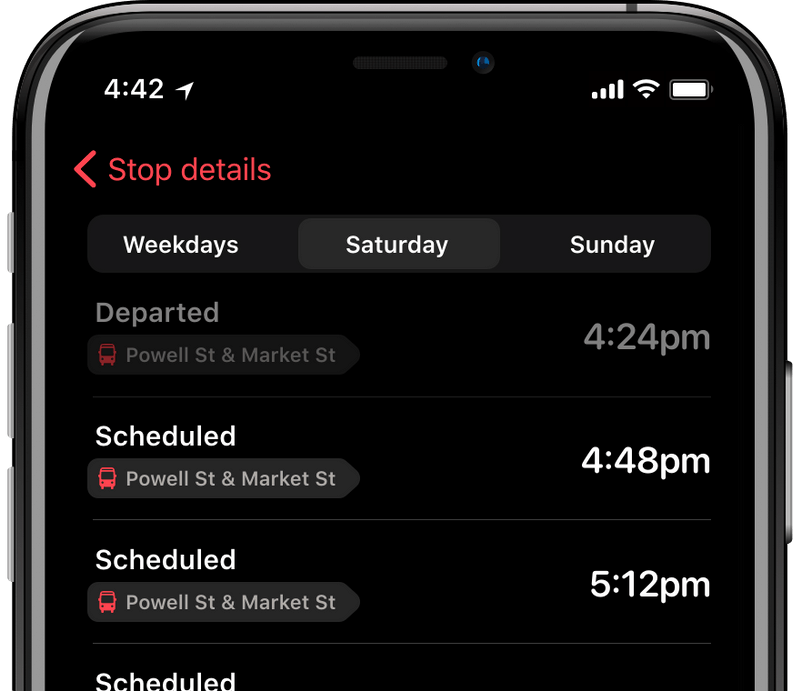 4:42
Stop details
Weekdays Saturday Sunday
Departed
Powell St & Market St
4:24pm
Scheduled
Powell St & Market St
4:48pm
Scheduled
Powell St & Market St
5:12pm
Scheduled